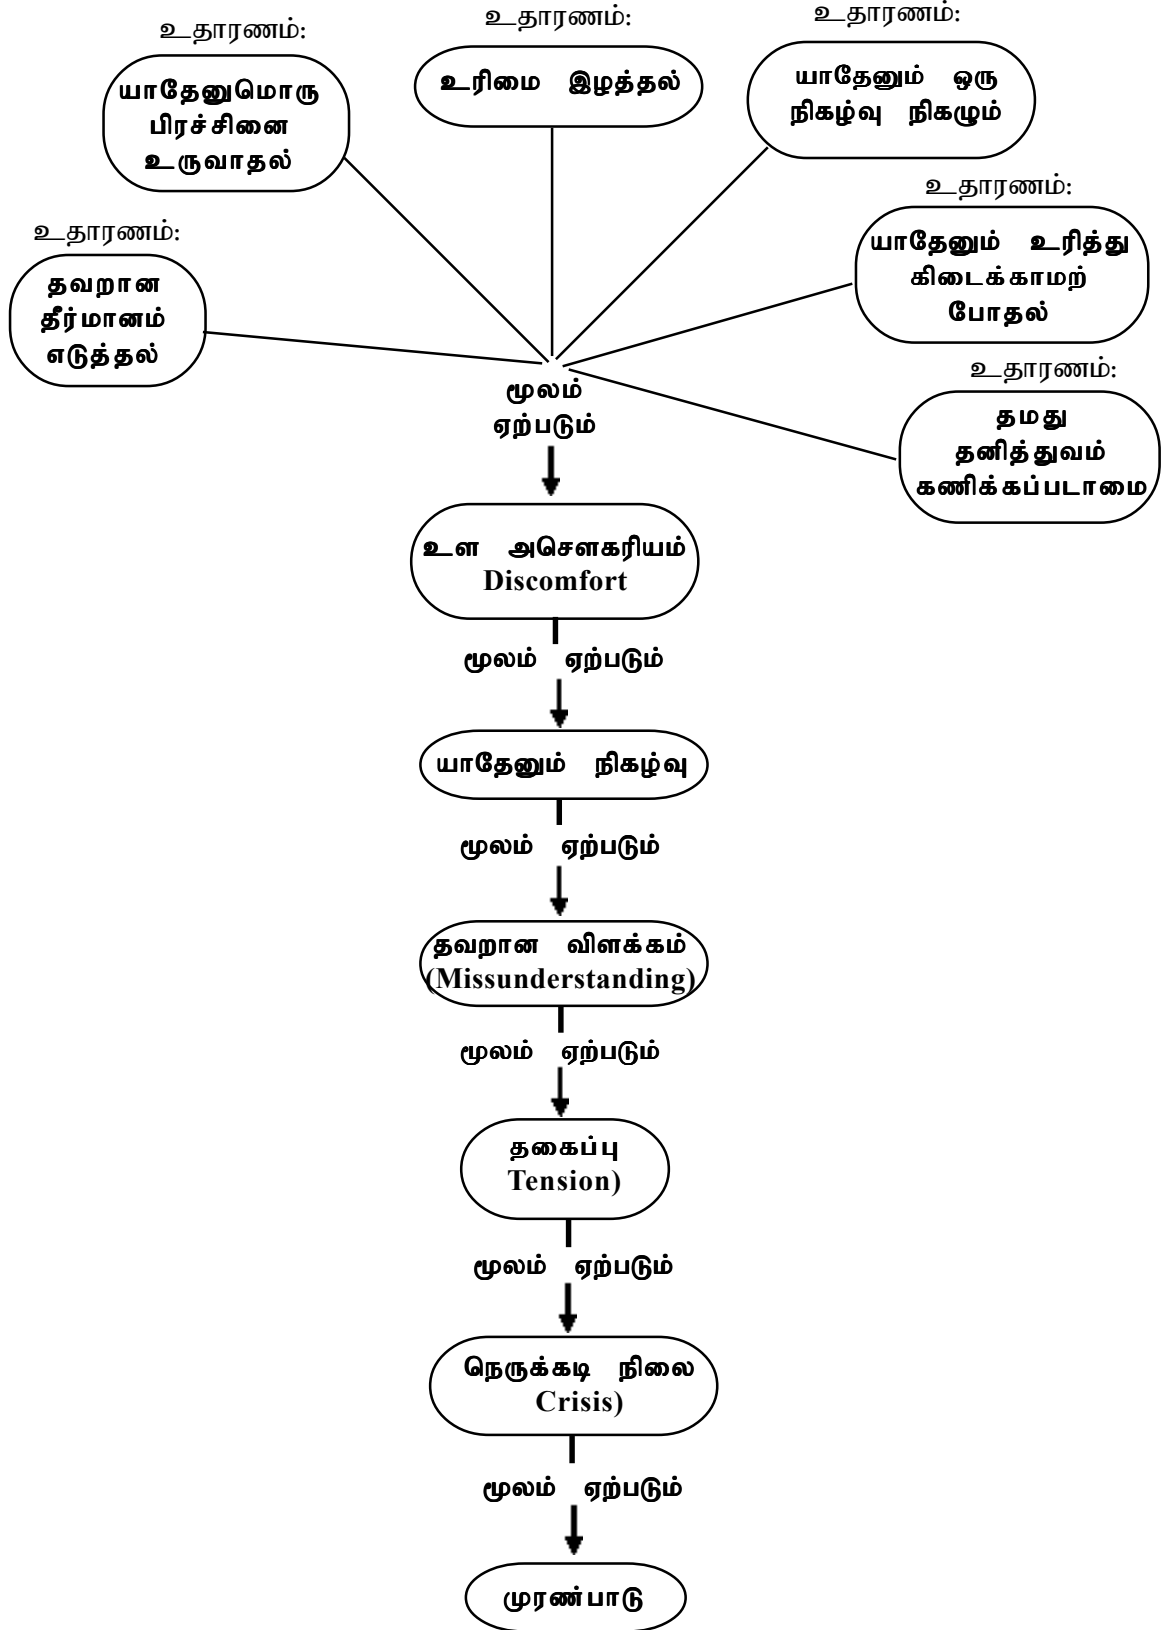 உதாரணம்:
யாதேனுமொரு
பிரச்சினை
உருவாதல்
உதாரணம்:
உரிமை இழத்தல்
உதாரணம்:
யாதேனும் ஒரு
நிகழ்வு நிகழும்
உதாரணம்:
யாதேனும் உரித்து
கிடைக்காமற்
போதல்
உதாரணம்:
தவறான
தீர்மானம்
எடுத்தல்
உதாரணம்:
தமது
தனித்துவம்
கணிக்கப்படாமை
மூலம்
ஏற்படும்
உள அசௌகரியம்
Discomfort
மூலம் ஏற்படும்
யாதேனும் நிகழ்வு
மூலம் ஏற்படும்
தவறான விளக்கம்
(Missunderstanding)
மூலம் ஏற்படும்
தகைப்பு
Tension)
மூலம் ஏற்படும்
நெருக்கடி நிலை
Crisis)
மூலம் ஏற்படும்
முரண்பாடு